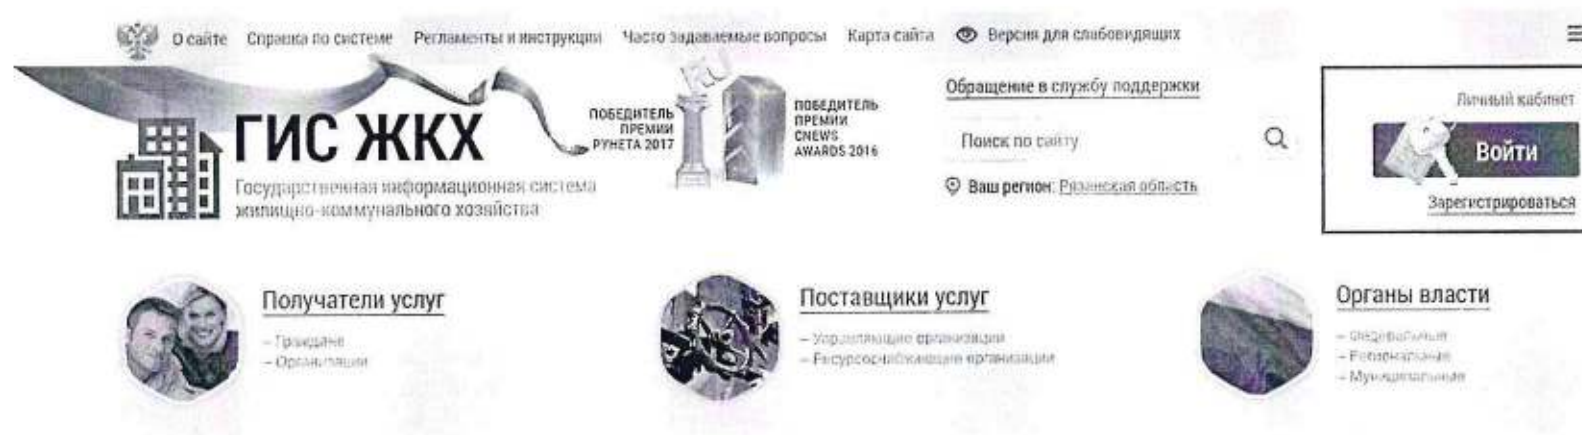 О сайте Справка по системе Регламенты и инструкции Часто задаваемые вопросы Карта сайта Версия для слабовидящих
ГИС ЖКХ
Государственная информационная система
жилищно-коммунального хозяйства
ПОБЕДИТЕЛЬ
ПРЕМИИ
РУНЕТА 2017
RU
ПОБЕДИТЕЛЬ
ПРЕМИИ
CNEWS
AWARDS 2016
Обращение в службу поддержки
Поиск по сайту
Ваш регион: Рязанская область
Личный кабинет
Войти
Зарегистрироваться
Получатели услуг
– Граждане
– Организации
Поставщики услуг
– Управляющие организации
– Ресурсоснабжающие организации
Органы власти
– Федеральные
– Региональные
– Муниципальные